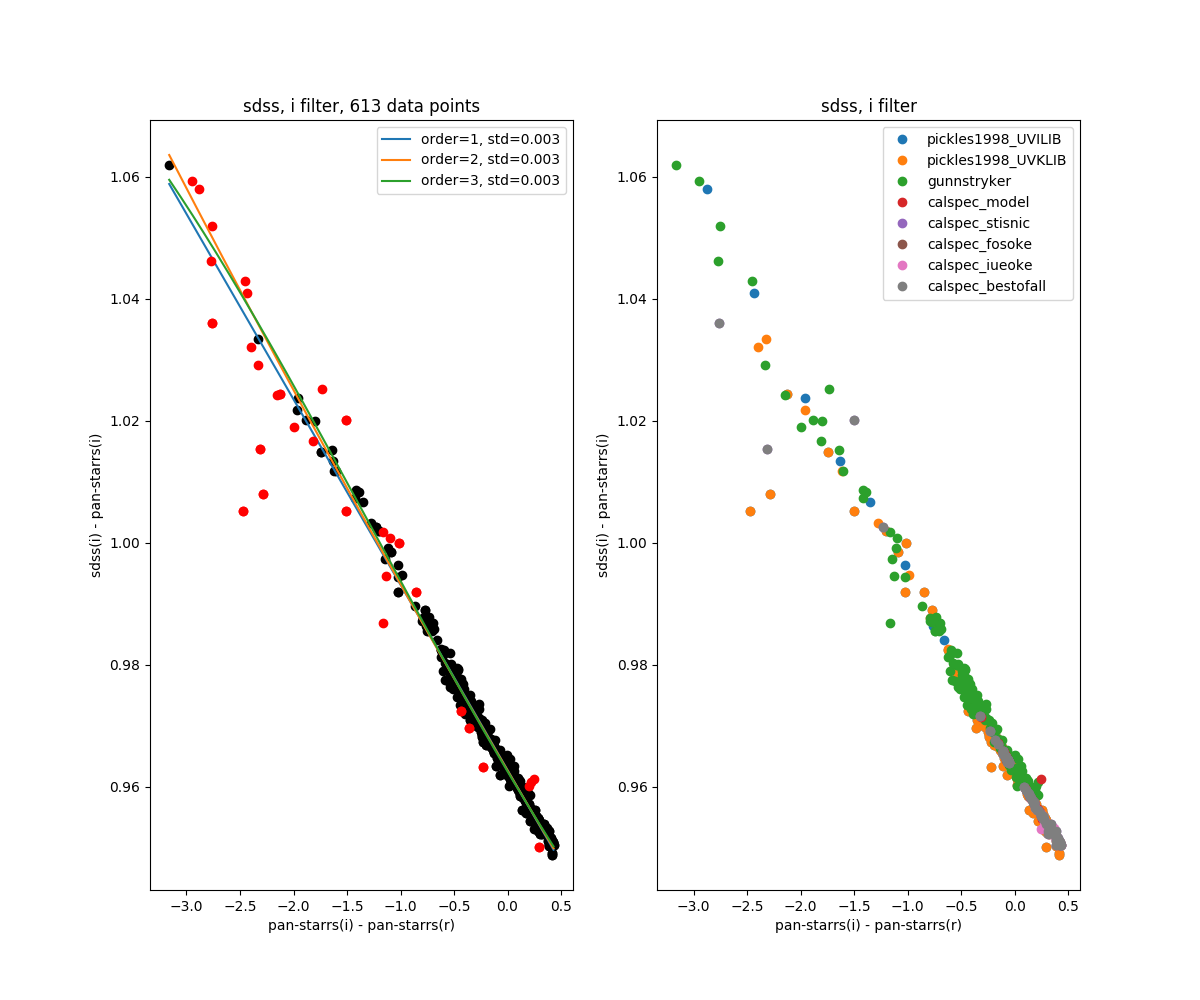 sdss, i filter, 613 data points
order=1, std=0.003
order=2, std=0.003
order=3, std=0.003
1.06
1.04
1.02
1.00
0.98
0.96
sdss(i) - pan-starrs(i)
−3.0 −2.5 −2.0 −1.5 −1.0 −0.5 0.0 0.5
pan-starrs(i) - pan-starrs(r)
sdss, i filter
pickles1998_UVILIB
pickles1998_UVKLIB
gunnstryker
calspec_model
calspec_stisnic
calspec_fosoke
calspec_iueoke
calspec_bestofall
1.06
1.04
1.02
1.00
0.98
0.96
sdss(i) - pan-starrs(i)
−3.0 −2.5 −2.0 −1.5 −1.0 −0.5 0.0 0.5
pan-starrs(i) - pan-starrs(r)